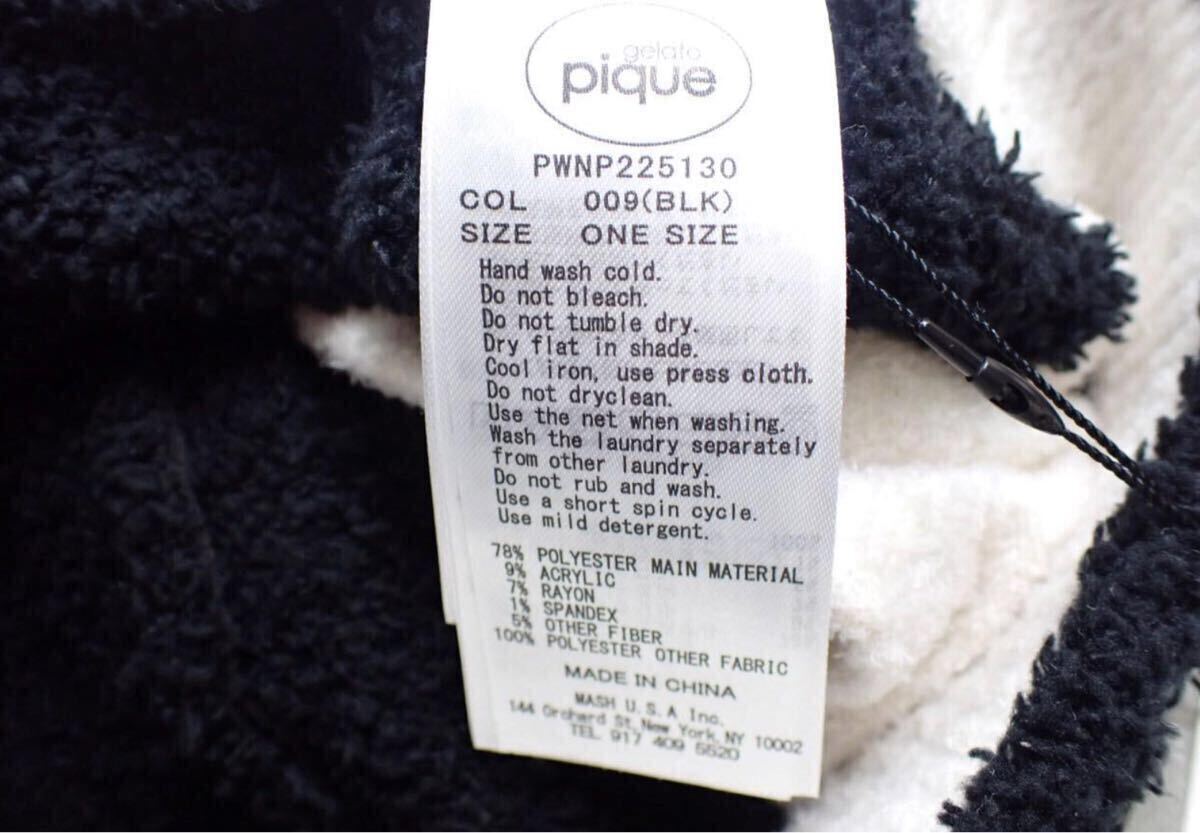 gelato
pique
PWNP225130
COL 009(BLK)
SIZE ONE SIZE
Hand wash cold.
Do not bleach.
Do not tumble dry.
Dry flat in shade.
Cool iron, use press cloth.
Do not dryclean.
Use the net when washing.
Wash the laundry separately
from other laundry.
Do not rub and wash.
Use a short spin cycle.
Use mild detergent.
78% POLYESTER MAIN MATERIAL
9% ACRYLIC
7% RAYON
1% SPANDEX
5% OTHER FIBER
100% POLYESTER OTHER FABRIC
MADE IN CHINA
MASH U.S.A Inc.
144 Orchard St, New York, NY 10002
TEL 917 409 5520